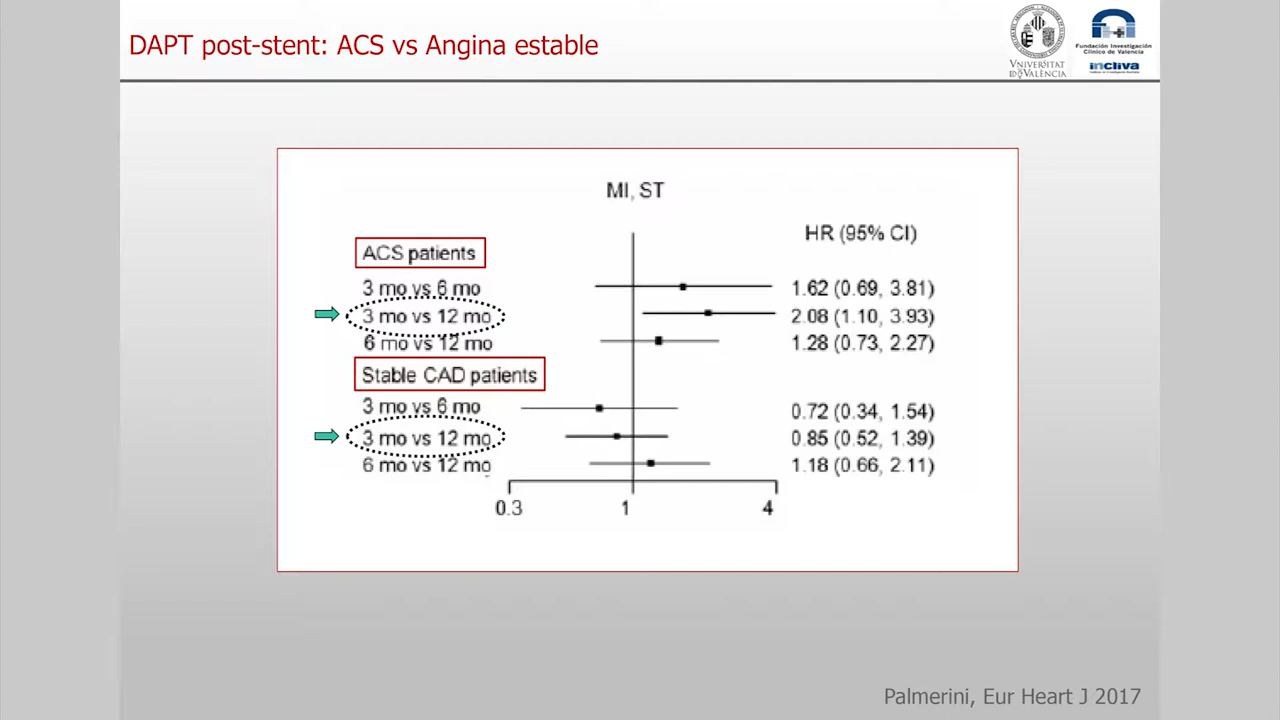 DAPT post-stent: ACS vs Angina estable
VNIVERSITAT
DE VALÈNCIA
Fundación Investigación
Clínico de Valencia
incliva
MI, ST
HR (95% CI)
ACS patients
3 mo vs 6 mo 1.62 (0.69, 3.81)
3 mo vs 12 mo 2.08 (1.10, 3.93)
6 mo vs 12 mo 1.28 (0.73, 2.27)
Stable CAD patients
3 mo vs 6 mo 0.72 (0.34, 1.54)
3 mo vs 12 mo 0.85 (0.52, 1.39)
6 mo vs 12 mo 1.18 (0.66, 2.11)
0.3 1 4
Palmerini, Eur Heart J 2017